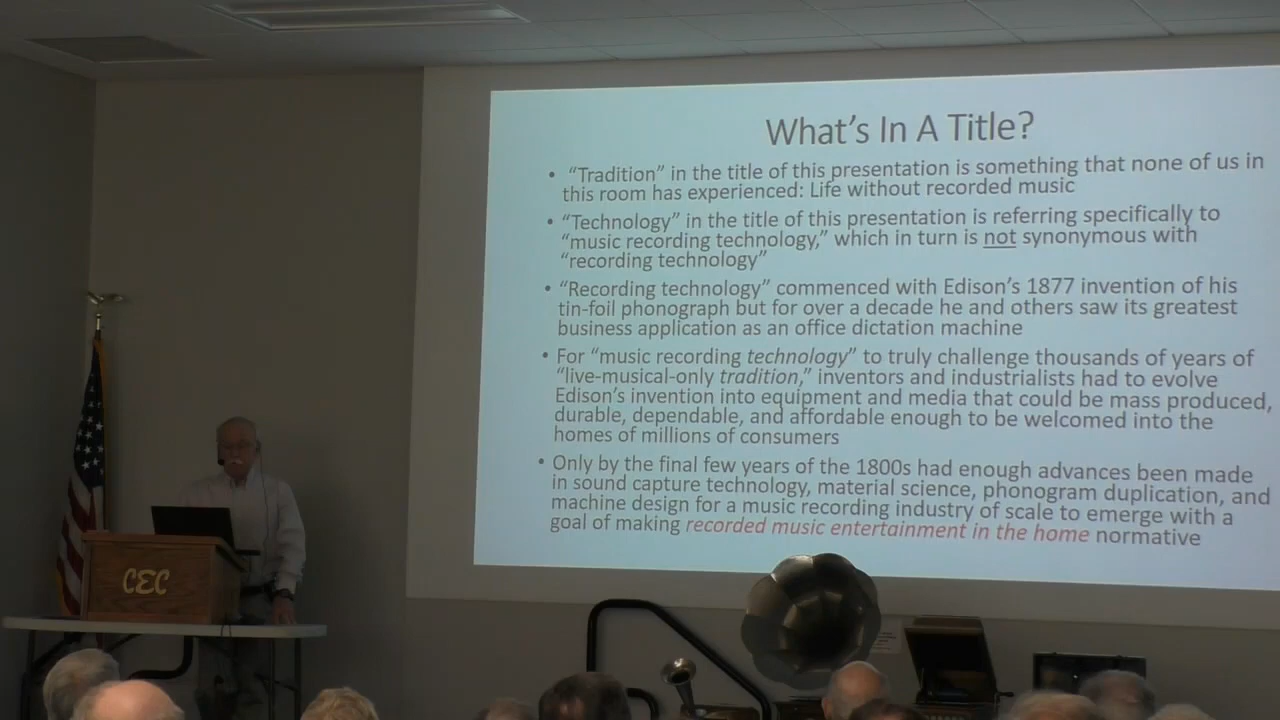 What's In A Title?
• "Tradition" in the title of this presentation is something that none of us in
this room has experienced: Life without recorded music
• "Technology" in the title of this presentation is referring specifically to
"music recording technology," which in turn is not synonymous with
"recording technology"
• "Recording technology" commenced with Edison's 1877 invention of his
tin-foil phonograph but for over a decade he and others saw its greatest
business application as an office dictation machine
• For "music recording technology" to truly challenge thousands of years of
"live-musical-only tradition," inventors and industrialists had to evolve
Edison's invention into equipment and media that could be mass produced,
durable, dependable, and affordable enough to be welcomed into the
homes of millions of consumers
• Only by the final few years of the 1800s had enough advances been made
in sound capture technology, material science, phonogram duplication, and
machine design for a music recording industry of scale to emerge with a
goal of making recorded music entertainment in the home normative
CEC